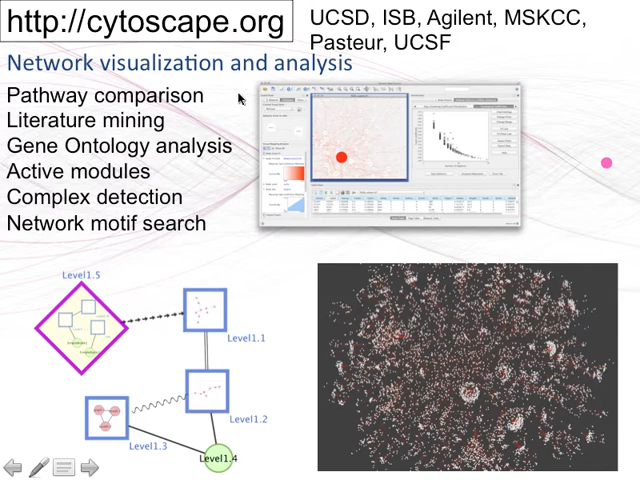 http://cytoscape.org
UCSD, ISB, Agilent, MSKCC,
Pasteur, UCSF
Network visualization and analysis
Pathway comparison
Literature mining
Gene Ontology analysis
Active modules
Complex detection
Network motif search
Level1.5
Level1.1
Level1.2
Level1.3
Level1.4